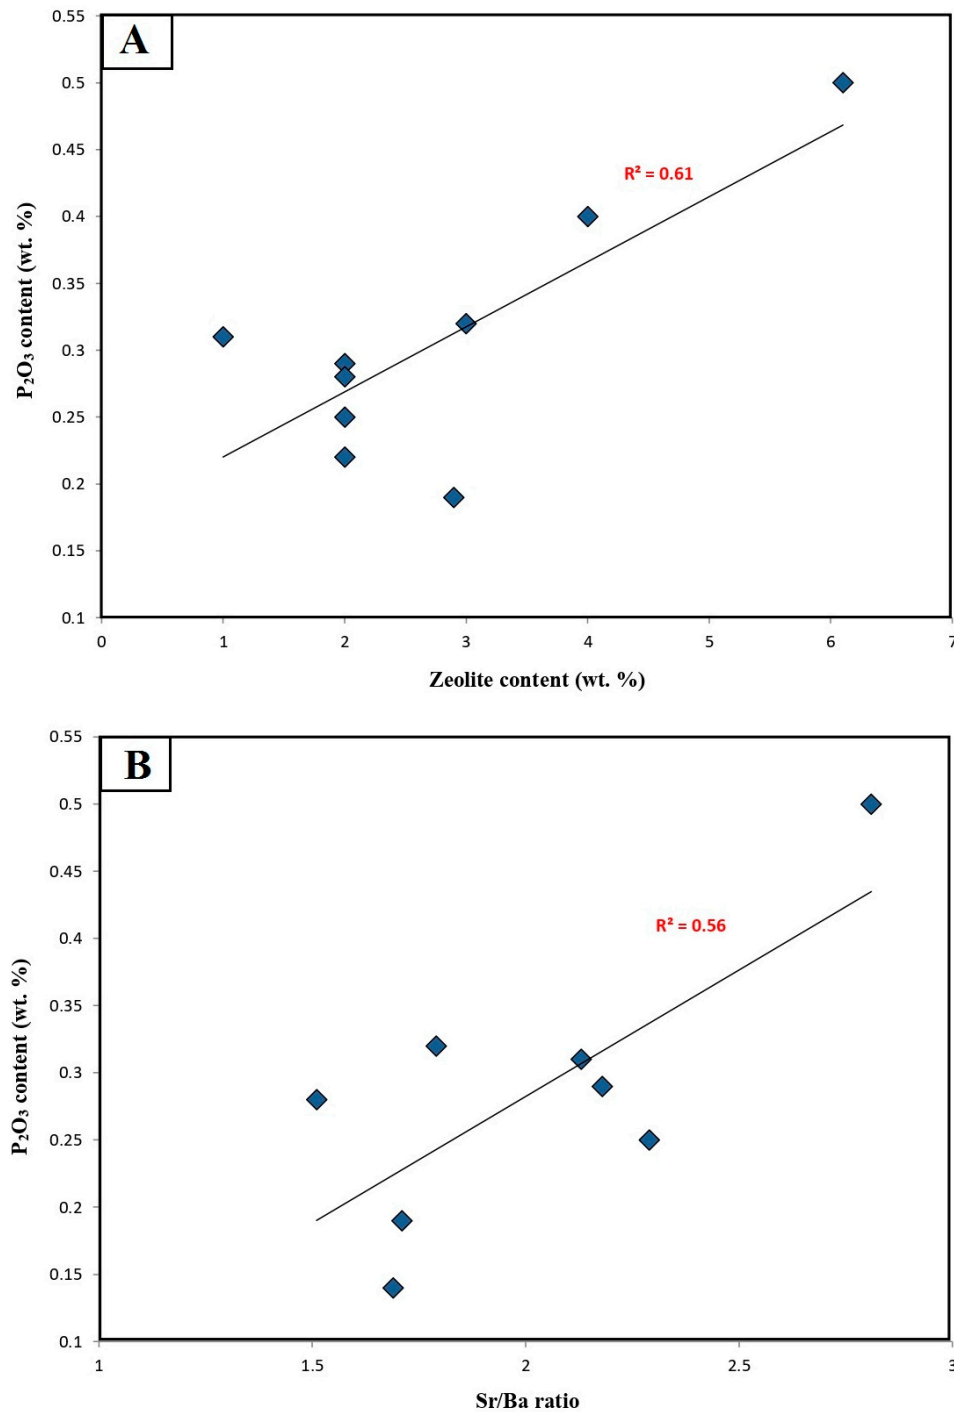 A
0.55
0.5
0.45
0.4
0.35
0.3
0.25
0.2
0.15
0.1
P₂O₃ content (wt. %)
R² = 0.61
0 1 2 3 4 5 6 7
Zeolite content (wt. %)
B
0.55
0.5
0.45
0.4
0.35
0.3
0.25
0.2
0.15
0.1
P₂O₃ content (wt. %)
R² = 0.56
1 1.5 2 2.5 3
Sr/Ba ratio